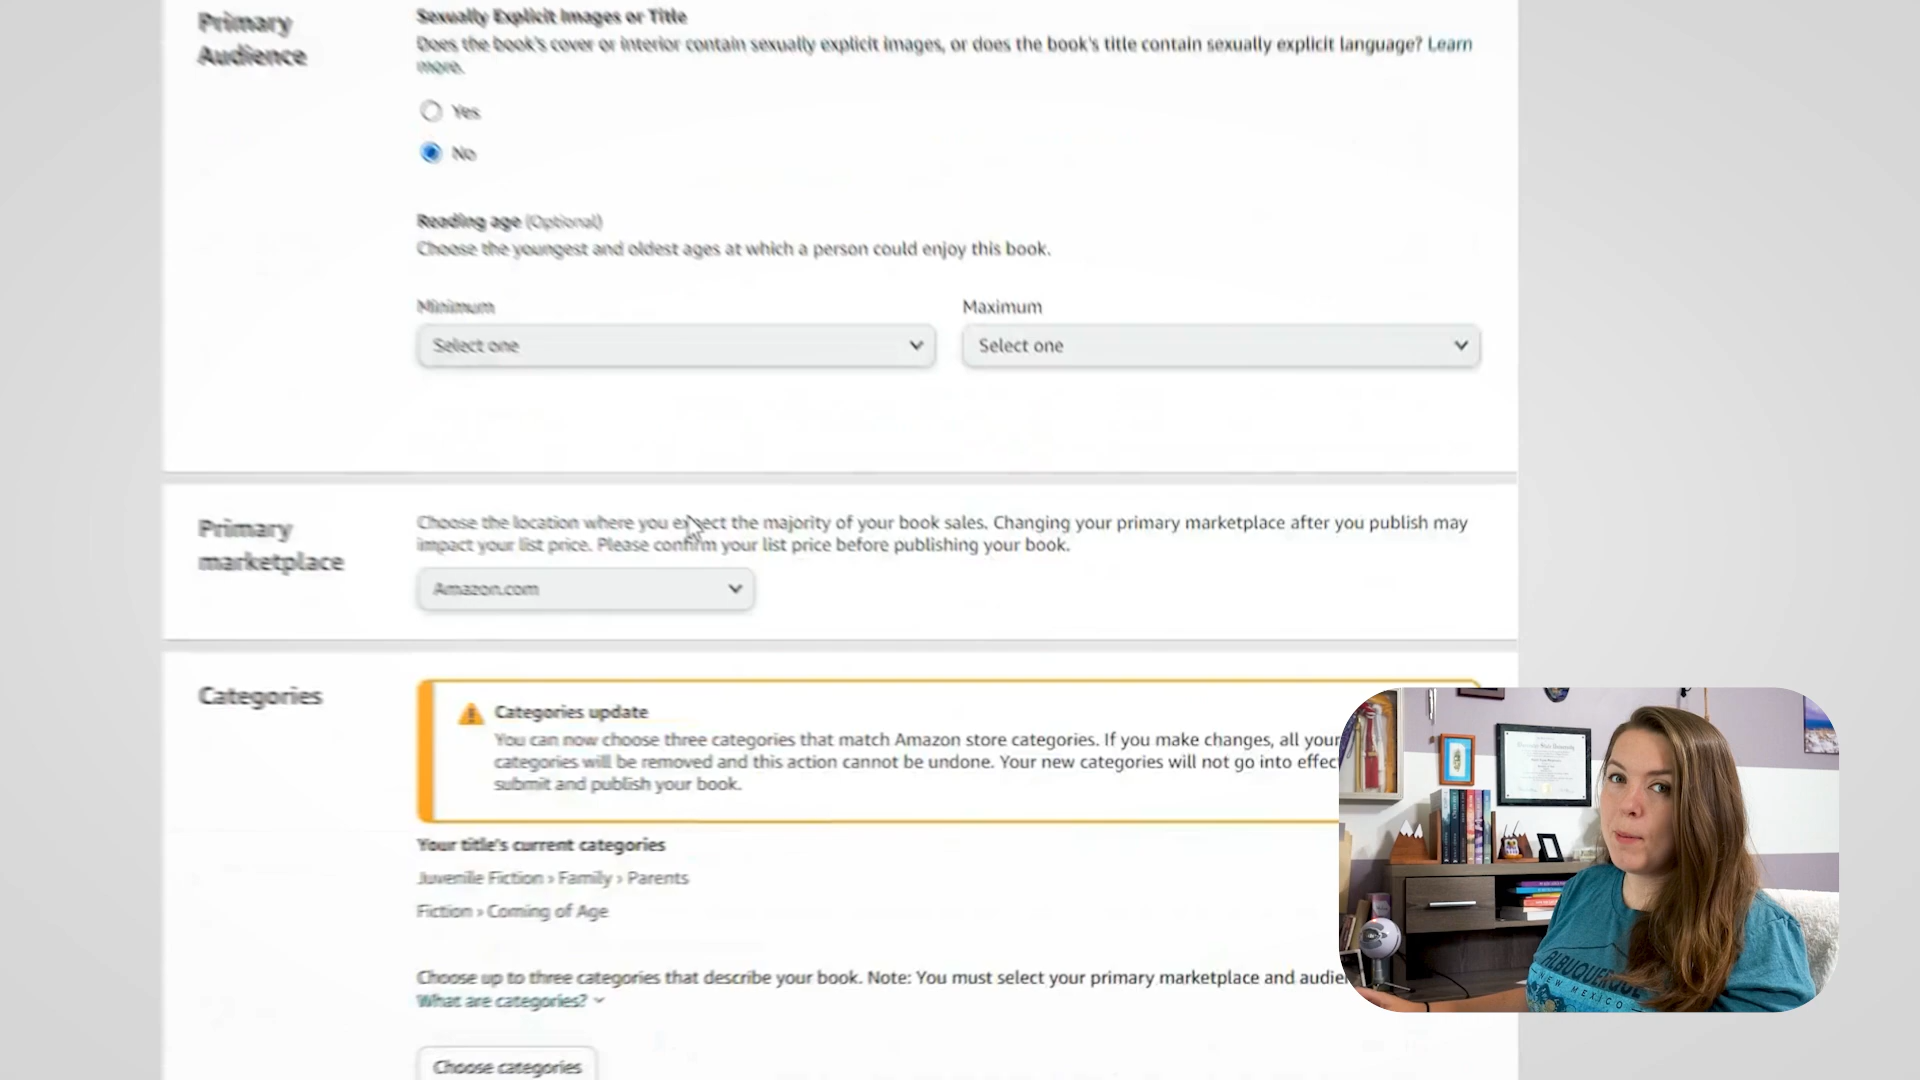 Primary
Audience
Sexually Explicit Images or Title
Does the book's cover or interior contain sexually explicit images, or does the book's title contain sexually explicit language? Learn
more.
Yes
No
Reading age (Optional)
Choose the youngest and oldest ages at which a person could enjoy this book.
Minimum
Maximum
Select one
Select one
Primary
marketplace
Choose the location where you expect the majority of your book sales. Changing your primary marketplace after you publish may
impact your list price. Please confirm your list price before publishing your book.
Amazon.com
Categories
Categories update
You can now choose three categories that match Amazon store categories. If you make changes, all your
categories will be removed and this action cannot be undone. Your new categories will not go into effec
submit and publish your book.
Your title's current categories
Juvenile Fiction › Family › Parents
Fiction › Coming of Age
Choose up to three categories that describe your book. Note: You must select your primary marketplace and audie
What are categories?
Choose categories
ALBUQUERQUE
NEW MEXICO